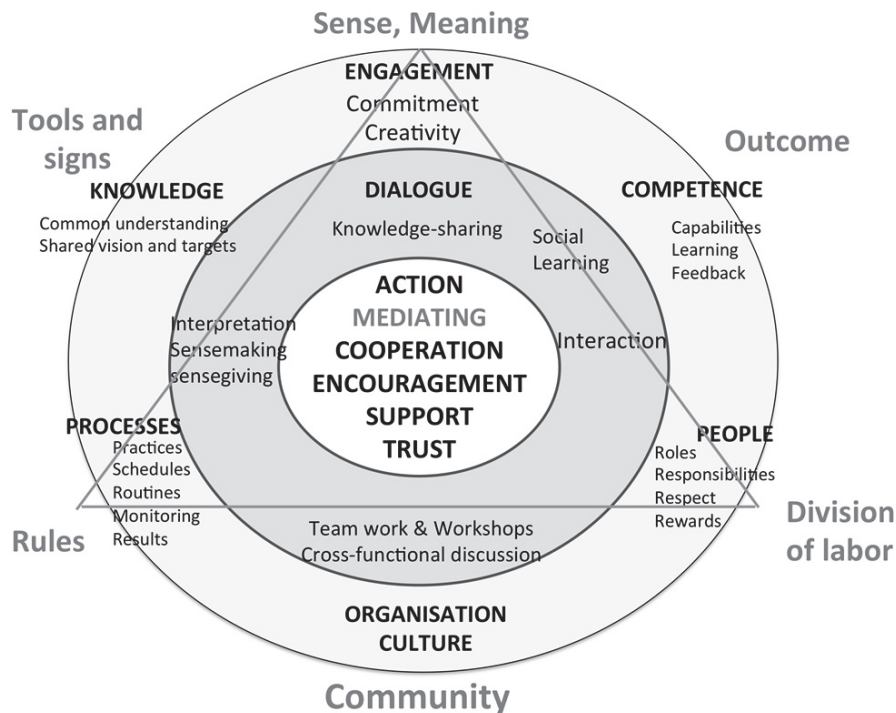 Sense, Meaning
ENGAGEMENT
Commitment
Creativity
Tools and
signs
Outcome
KNOWLEDGE
Common understanding
Shared vision and targets
DIALOGUE
Knowledge-sharing
Social
Learning
COMPETENCE
Capabilities
Learning
Feedback
ACTION
MEDIATING
COOPERATION
ENCOURAGEMENT
SUPPORT
TRUST
Interpretation
Sensemaking
sensegiving
Interaction
PROCESSES
Practices
Schedules
Routines
Monitoring
Results
PEOPLE
Roles
Responsibilities
Respect
Rewards
Rules
Division
of labor
Team work & Workshops
Cross-functional discussion
ORGANISATION
CULTURE
Community